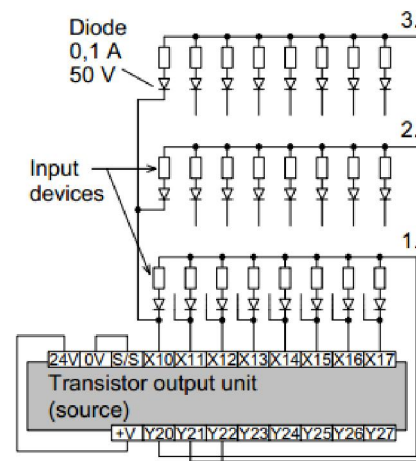 Diode
0,1 A
50 V
3.
Input
devices
2.
1.
24V 0V S/S X10 X11 X12 X13 X14 X15 X16 X17
Transistor output unit
(source)
+V Y20 Y21 Y22 Y23 Y24 Y25 Y26 Y27